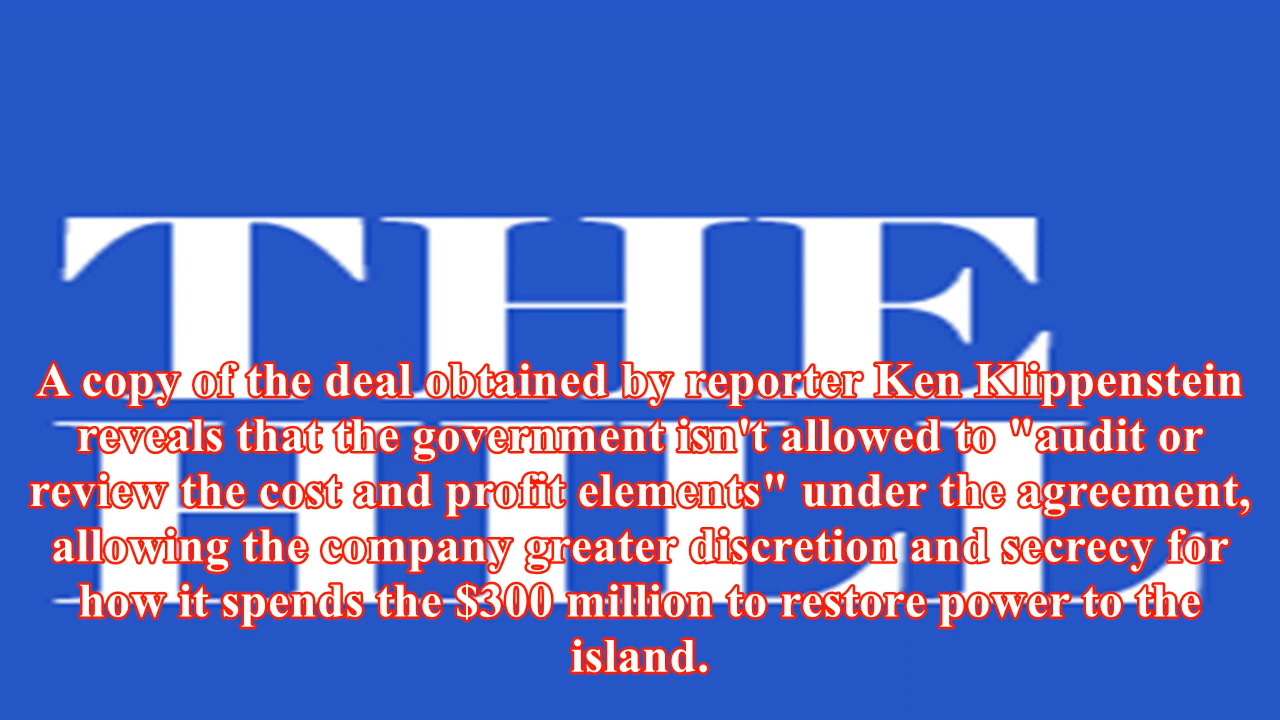 THE
HILL
A copy of the deal obtained by reporter Ken Klippenstein
reveals that the government isn't allowed to "audit or
review the cost and profit elements" under the agreement,
allowing the company greater discretion and secrecy for
how it spends the $300 million to restore power to the
island.